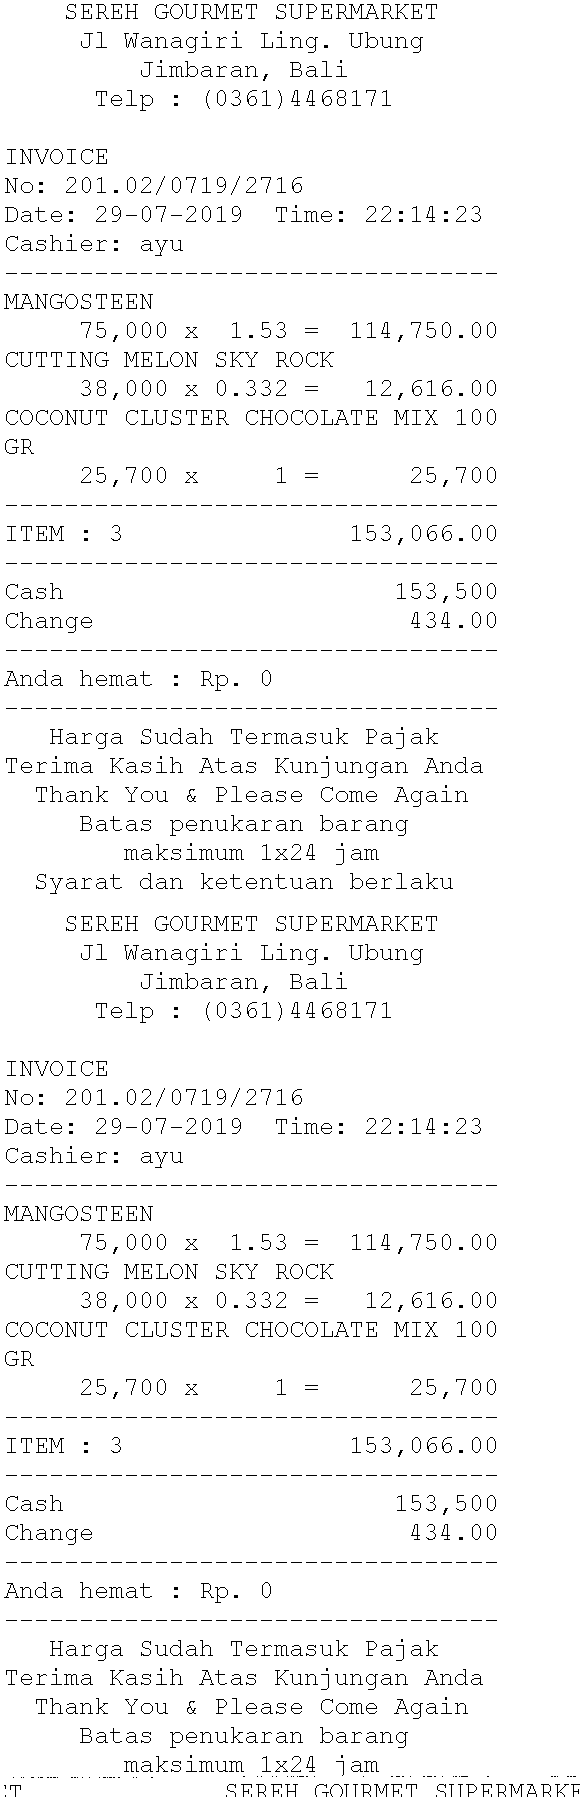 SEREH GOURMET SUPERMARKET
Jl Wanagiri Ling. Ubung
Jimbaran, Bali
Telp : (0361)4468171
INVOICE
No: 201.02/0719/2716
Date: 29-07-2019 Time: 22:14:23
Cashier: ayu
---------------------------------
MANGOSTEEN
75,000 x 1.53 = 114,750.00
CUTTING MELON SKY ROCK
38,000 x 0.332 = 12,616.00
COCONUT CLUSTER CHOCOLATE MIX 100
GR
25,700 x 1 = 25,700
---------------------------------
ITEM : 3 153,066.00
---------------------------------
Cash 153,500
Change 434.00
---------------------------------
Anda hemat : Rp. 0
---------------------------------
Harga Sudah Termasuk Pajak
Terima Kasih Atas Kunjungan Anda
Thank You & Please Come Again
Batas penukaran barang
maksimum 1x24 jam
Syarat dan ketentuan berlaku
SEREH GOURMET SUPERMARKET
Jl Wanagiri Ling. Ubung
Jimbaran, Bali
Telp : (0361)4468171
INVOICE
No: 201.02/0719/2716
Date: 29-07-2019 Time: 22:14:23
Cashier: ayu
---------------------------------
MANGOSTEEN
75,000 x 1.53 = 114,750.00
CUTTING MELON SKY ROCK
38,000 x 0.332 = 12,616.00
COCONUT CLUSTER CHOCOLATE MIX 100
GR
25,700 x 1 = 25,700
---------------------------------
ITEM : 3 153,066.00
---------------------------------
Cash 153,500
Change 434.00
---------------------------------
Anda hemat : Rp. 0
---------------------------------
Harga Sudah Termasuk Pajak
Terima Kasih Atas Kunjungan Anda
Thank You & Please Come Again
Batas penukaran barang
maksimum 1x24 jam
ET SEREH GOURMET SUPERMARKE